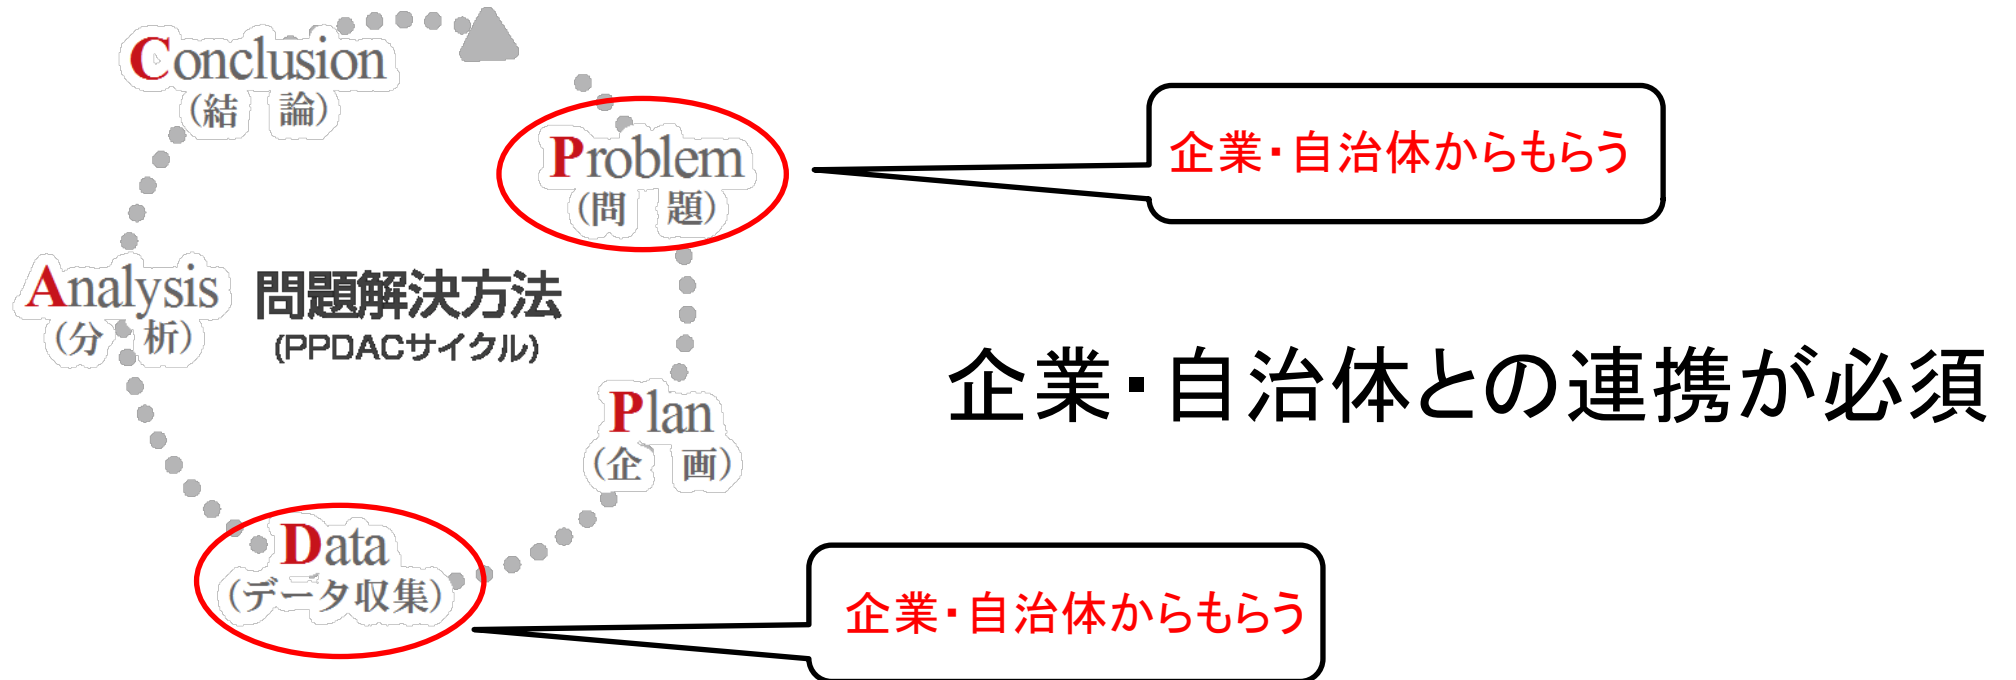 Conclusion
(結 論)
Problem
(問 題)
企業・自治体からもらう
Analysis
(分 析)
問題解決方法
(PPDACサイクル)
企業・自治体との連携が必須
Plan
(企 画)
Data
(データ収集)
企業・自治体からもらう